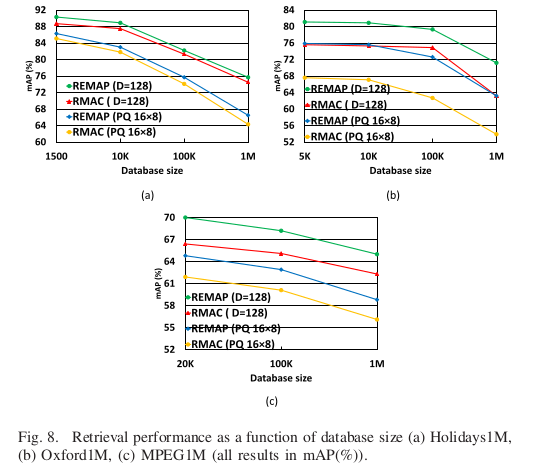 92
88
84
80
76
72
68
64
60
mAP (%)
REMAP (D=128)
RMAC ( D=128)
REMAP (PQ 16×8)
RMAC (PQ 16×8)
1500 10K 100K 1M
Database size
(a)
84
80
76
72
68
64
60
56
52
mAP (%)
REMAP (D=128)
RMAC ( D=128)
REMAP (PQ 16×8)
RMAC (PQ 16×8)
5K 10K 100K 1M
Database size
(b)
70
67
64
61
58
55
52
mAP (%)
REMAP (D=128)
RMAC ( D=128)
REMAP (PQ 16×8)
RMAC (PQ 16×8)
20K 100K 1M
Database size
(c)
Fig. 8. Retrieval performance as a function of database size (a) Holidays1M,
(b) Oxford1M, (c) MPEG1M (all results in mAP(%)).